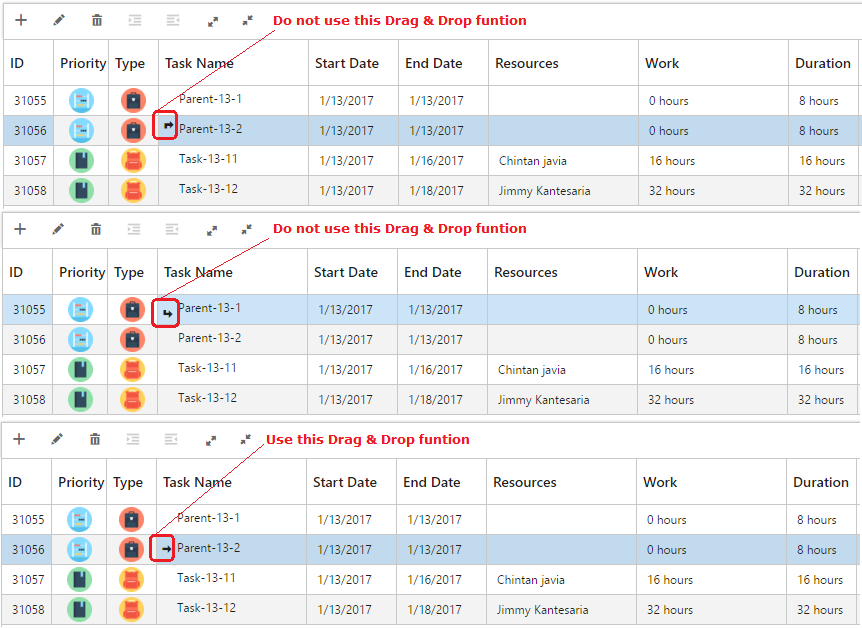 Do not use this Drag & Drop funtion
ID Priority Type Task Name Start Date End Date Resources Work Duration
31055 Parent-13-1 1/13/2017 1/13/2017 0 hours 8 hours
31056 Parent-13-2 1/13/2017 1/13/2017 0 hours 8 hours
31057 Task-13-11 1/13/2017 1/16/2017 Chintan javia 16 hours 16 hours
31058 Task-13-12 1/13/2017 1/18/2017 Jimmy Kantesaria 32 hours 32 hours
Do not use this Drag & Drop funtion
ID Priority Type Task Name Start Date End Date Resources Work Duration
31055 Parent-13-1 1/13/2017 1/13/2017 0 hours 8 hours
31056 Parent-13-2 1/13/2017 1/13/2017 0 hours 8 hours
31057 Task-13-11 1/13/2017 1/16/2017 Chintan javia 16 hours 16 hours
31058 Task-13-12 1/13/2017 1/18/2017 Jimmy Kantesaria 32 hours 32 hours
Use this Drag & Drop funtion
ID Priority Type Task Name Start Date End Date Resources Work Duration
31055 Parent-13-1 1/13/2017 1/13/2017 0 hours 8 hours
31056 Parent-13-2 1/13/2017 1/13/2017 0 hours 8 hours
31057 Task-13-11 1/13/2017 1/16/2017 Chintan javia 16 hours 16 hours
31058 Task-13-12 1/13/2017 1/18/2017 Jimmy Kantesaria 32 hours 32 hours